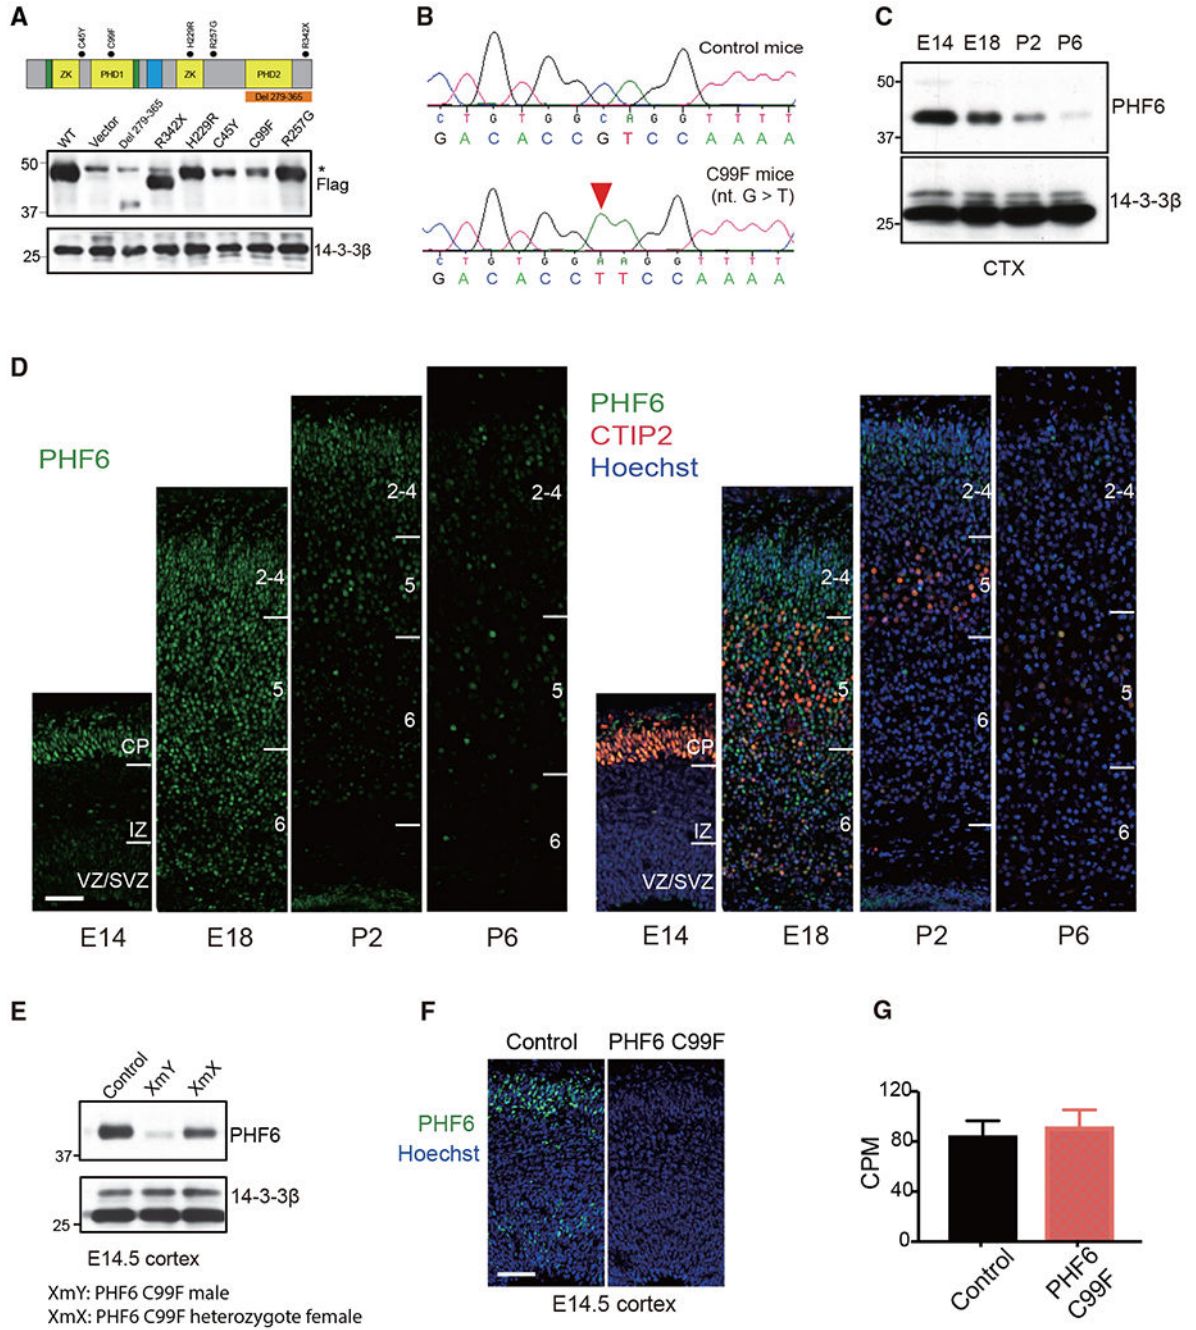 A
C45Y
C99F
H229R
R257G
R342X
ZK
PHD1
ZK
PHD2
Del 279-365
WT
Vector
Del 279-365
R342X
H229R
C45Y
C99F
R257G
50
*
Flag
37
25
14-3-3β
B
Control mice
C T G T G G C A G G T T T T
G A C A C C G T C C A A A A
C99F mice
(nt. G > T)
C T G T G G A A G G T T T T
G A C A C C T T C C A A A A
C
E14 E18 P2 P6
50
PHF6
37
14-3-3β
25
CTX
D
PHF6
PHF6
CTIP2
Hoechst
CP
IZ
VZ/SVZ
2-4
5
6
2-4
5
6
2-4
5
6
CP
IZ
VZ/SVZ
2-4
5
6
2-4
5
6
2-4
5
6
E14 E18 P2 P6
E14 E18 P2 P6
E
Control
XmY
XmX
PHF6
37
14-3-3β
25
E14.5 cortex
XmY: PHF6 C99F male
XmX: PHF6 C99F heterozygote female
F
Control PHF6 C99F
PHF6
Hoechst
E14.5 cortex
G
120
80
40
0
CPM
Control
PHF6
C99F